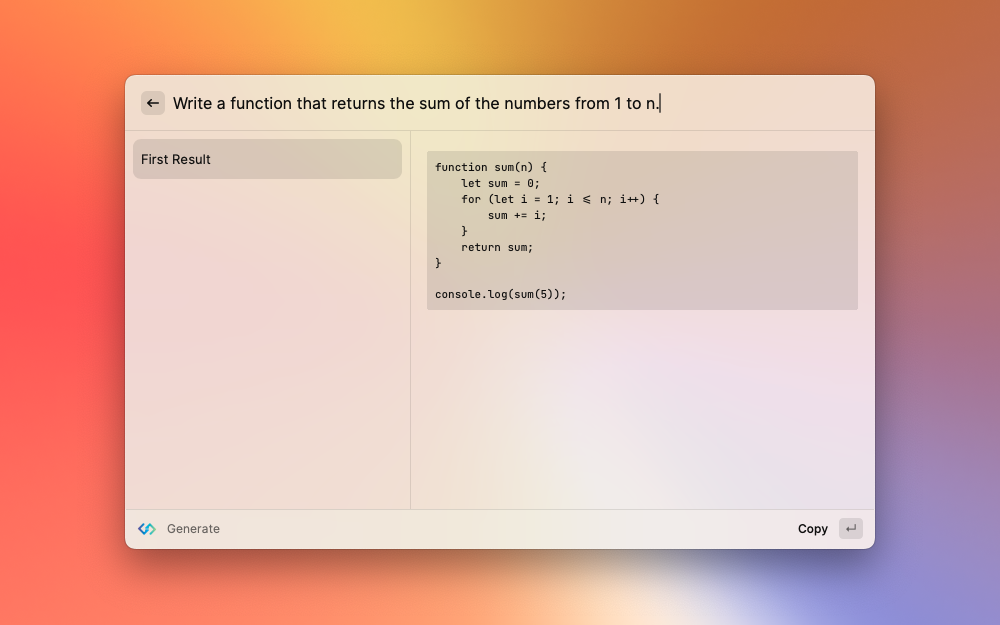 Write a function that returns the sum of the numbers from 1 to n.
First Result
function sum(n) {
    let sum = 0;
    for (let i = 1; i <= n; i++) {
        sum += i;
    }
    return sum;
}

console.log(sum(5));
Generate
Copy